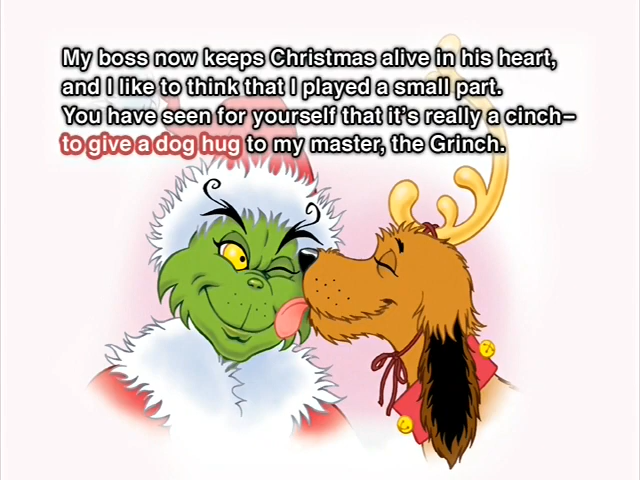 My boss now keeps Christmas alive in his heart,
and I like to think that I played a small part.
You have seen for yourself that it's really a cinch–
to give a dog hug to my master, the Grinch.